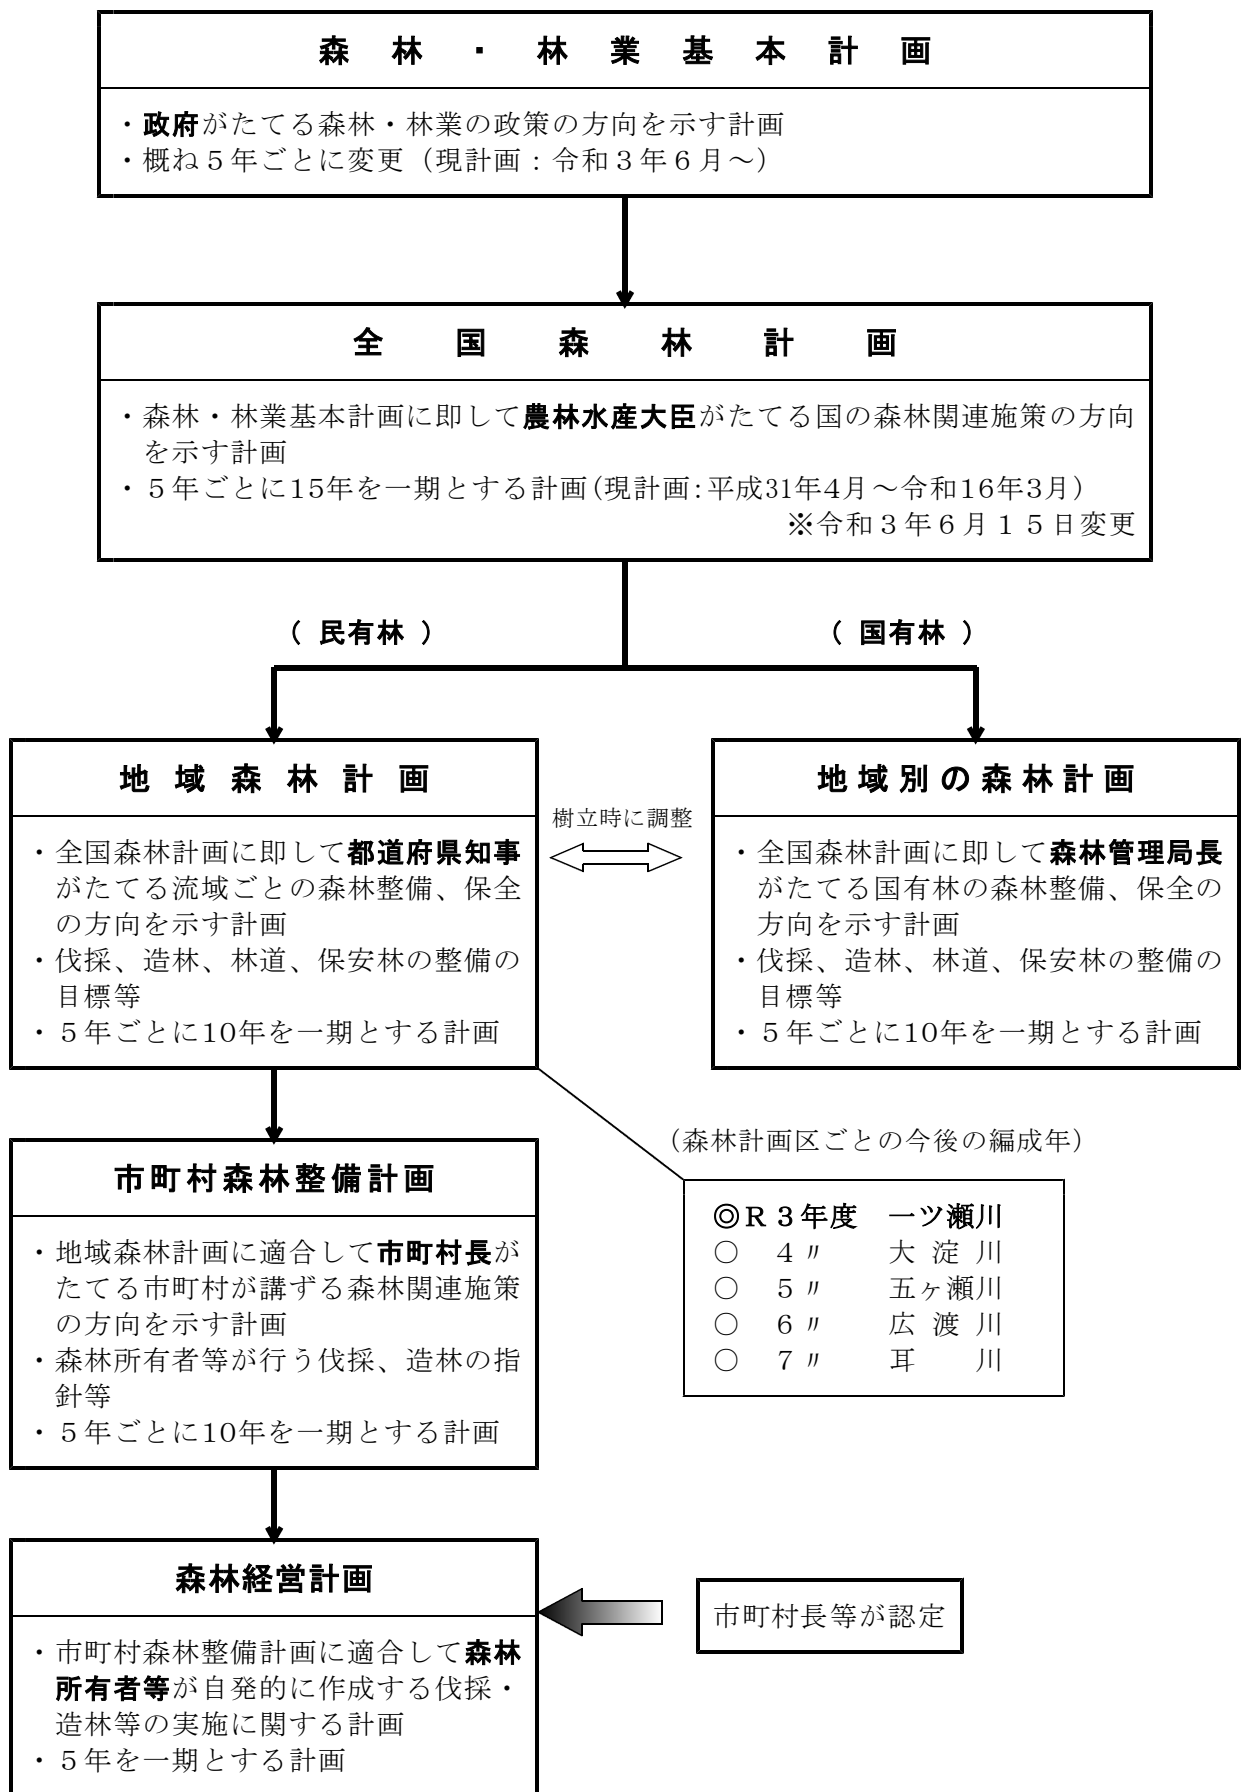 森林・林業基本計画
・政府がたてる森林・林業の政策の方向を示す計画
・概ね５年ごとに変更（現計画：令和３年６月～）
全国森林計画
・森林・林業基本計画に即して農林水産大臣がたてる国の森林関連施策の方向
を示す計画
・５年ごとに15年を一期とする計画(現計画:平成31年4月～令和16年3月)
※令和３年６月１５日変更
（ 民有林 ）
（ 国有林 ）
地域森林計画
・全国森林計画に即して都道府県知事
がたてる流域ごとの森林整備、保全
の方向を示す計画
・伐採、造林、林道、保安林の整備の
目標等
・５年ごとに10年を一期とする計画
樹立時に調整
地域別の森林計画
・全国森林計画に即して森林管理局長
がたてる国有林の森林整備、保全の
方向を示す計画
・伐採、造林、林道、保安林の整備の
目標等
・５年ごとに10年を一期とする計画
（森林計画区ごとの今後の編成年）
◎Ｒ３年度　一ツ瀬川
○　４〃　大淀川
○　５〃　五ヶ瀬川
○　６〃　広渡川
○　７〃　耳　川
市町村森林整備計画
・地域森林計画に適合して市町村長が
たてる市町村が講ずる森林関連施策
の方向を示す計画
・森林所有者等が行う伐採、造林の指
針等
・５年ごとに10年を一期とする計画
森林経営計画
・市町村森林整備計画に適合して森林
所有者等が自発的に作成する伐採・
造林等の実施に関する計画
・５年を一期とする計画
市町村長等が認定